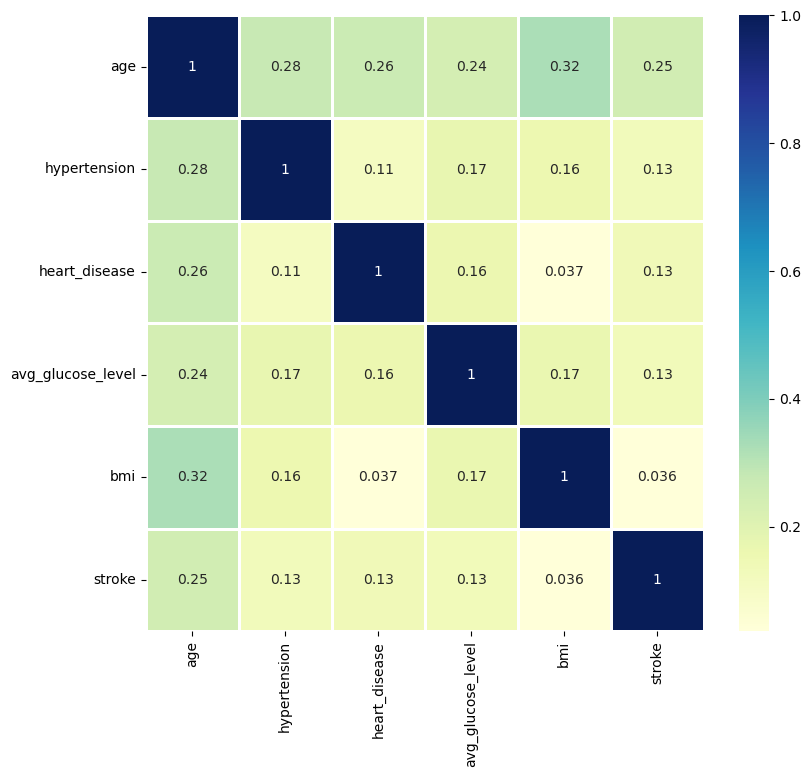 1.0
age 1 0.28 0.26 0.24 0.32 0.25
0.8
hypertension 0.28 1 0.11 0.17 0.16 0.13
heart_disease 0.26 0.11 1 0.16 0.037 0.13
0.6
avg_glucose_level 0.24 0.17 0.16 1 0.17 0.13
0.4
bmi 0.32 0.16 0.037 0.17 1 0.036
0.2
stroke 0.25 0.13 0.13 0.13 0.036 1
age
hypertension
heart_disease
avg_glucose_level
bmi
stroke